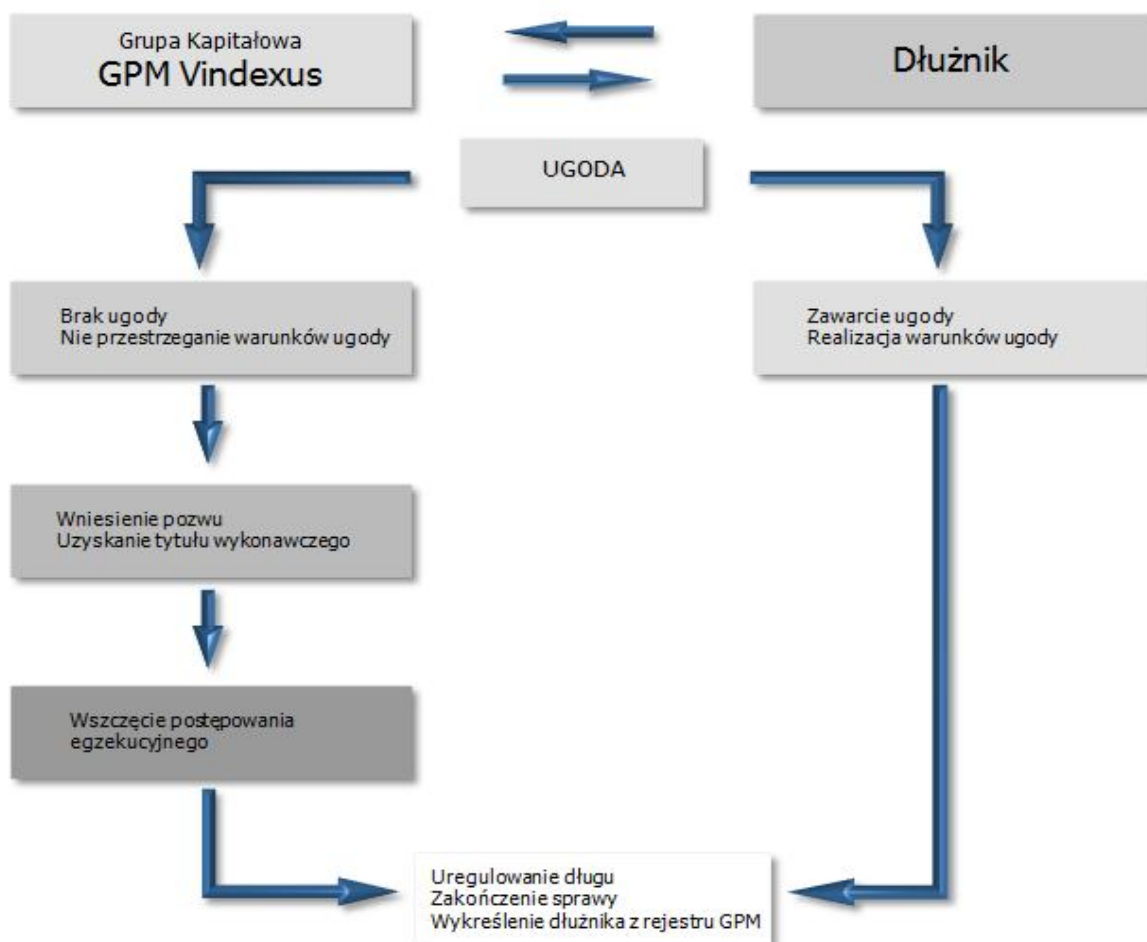 Grupa Kapitałowa
GPM Vindexus
Dłużnik
UGODA
Brak ugody
Nie przestrzeganie warunków ugody
Zawarcie ugody
Realizacja warunków ugody
Wniesienie pozwu
Uzyskanie tytułu wykonawczego
Wszczęcie postępowania
egzekucyjnego
Uregulowanie długu
Zakończenie sprawy
Wykreślenie dłużnika z rejestru GPM